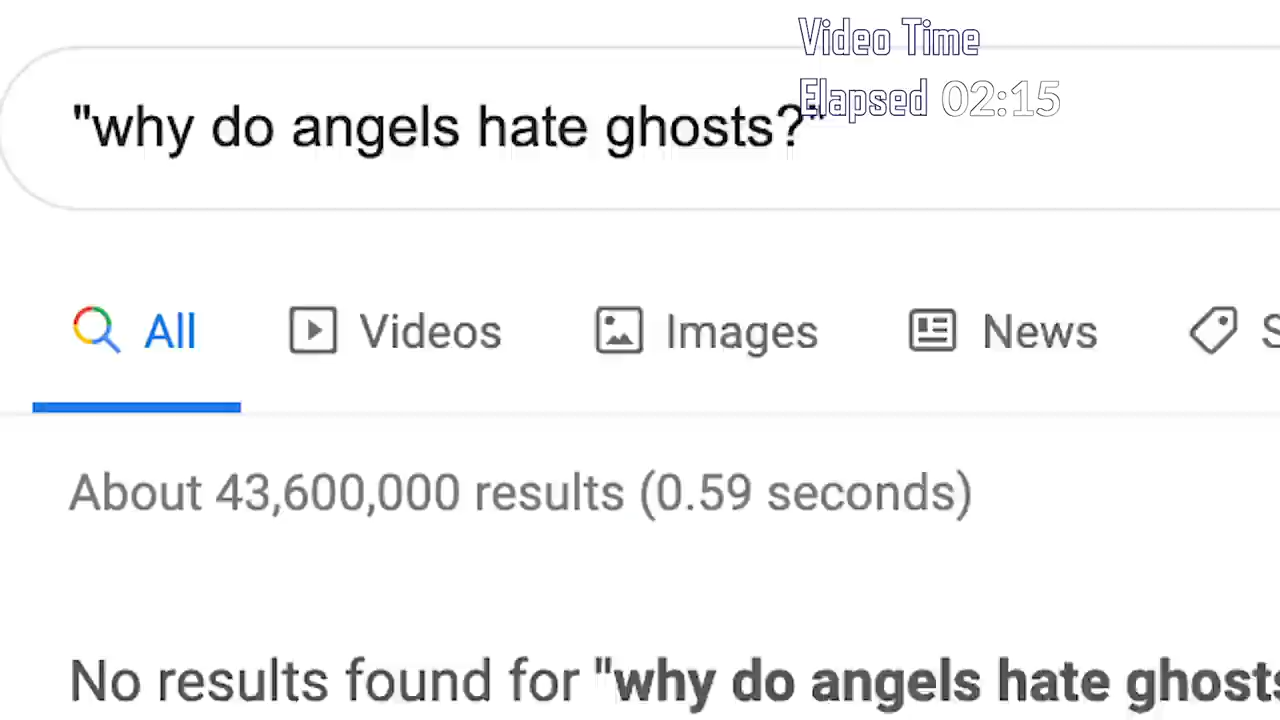 Video Time
Elapsed 02:15
"why do angels hate ghosts?"
All Videos Images News S
About 43,600,000 results (0.59 seconds)
No results found for "why do angels hate ghosts